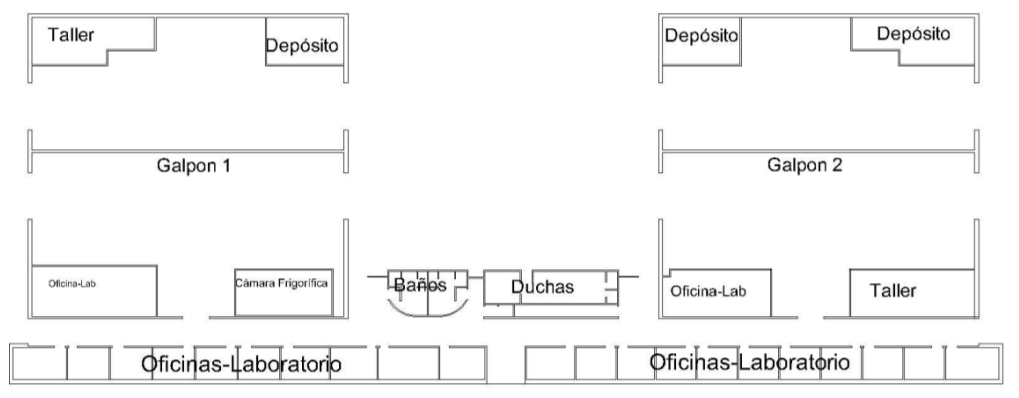 Taller
Depósito
Depósito
Depósito
Galpon 1
Galpon 2
Oficina-Lab
Cámara Frigorífica
Baños
Duchas
Oficina-Lab
Taller
Oficinas-Laboratorio
Oficinas-Laboratorio